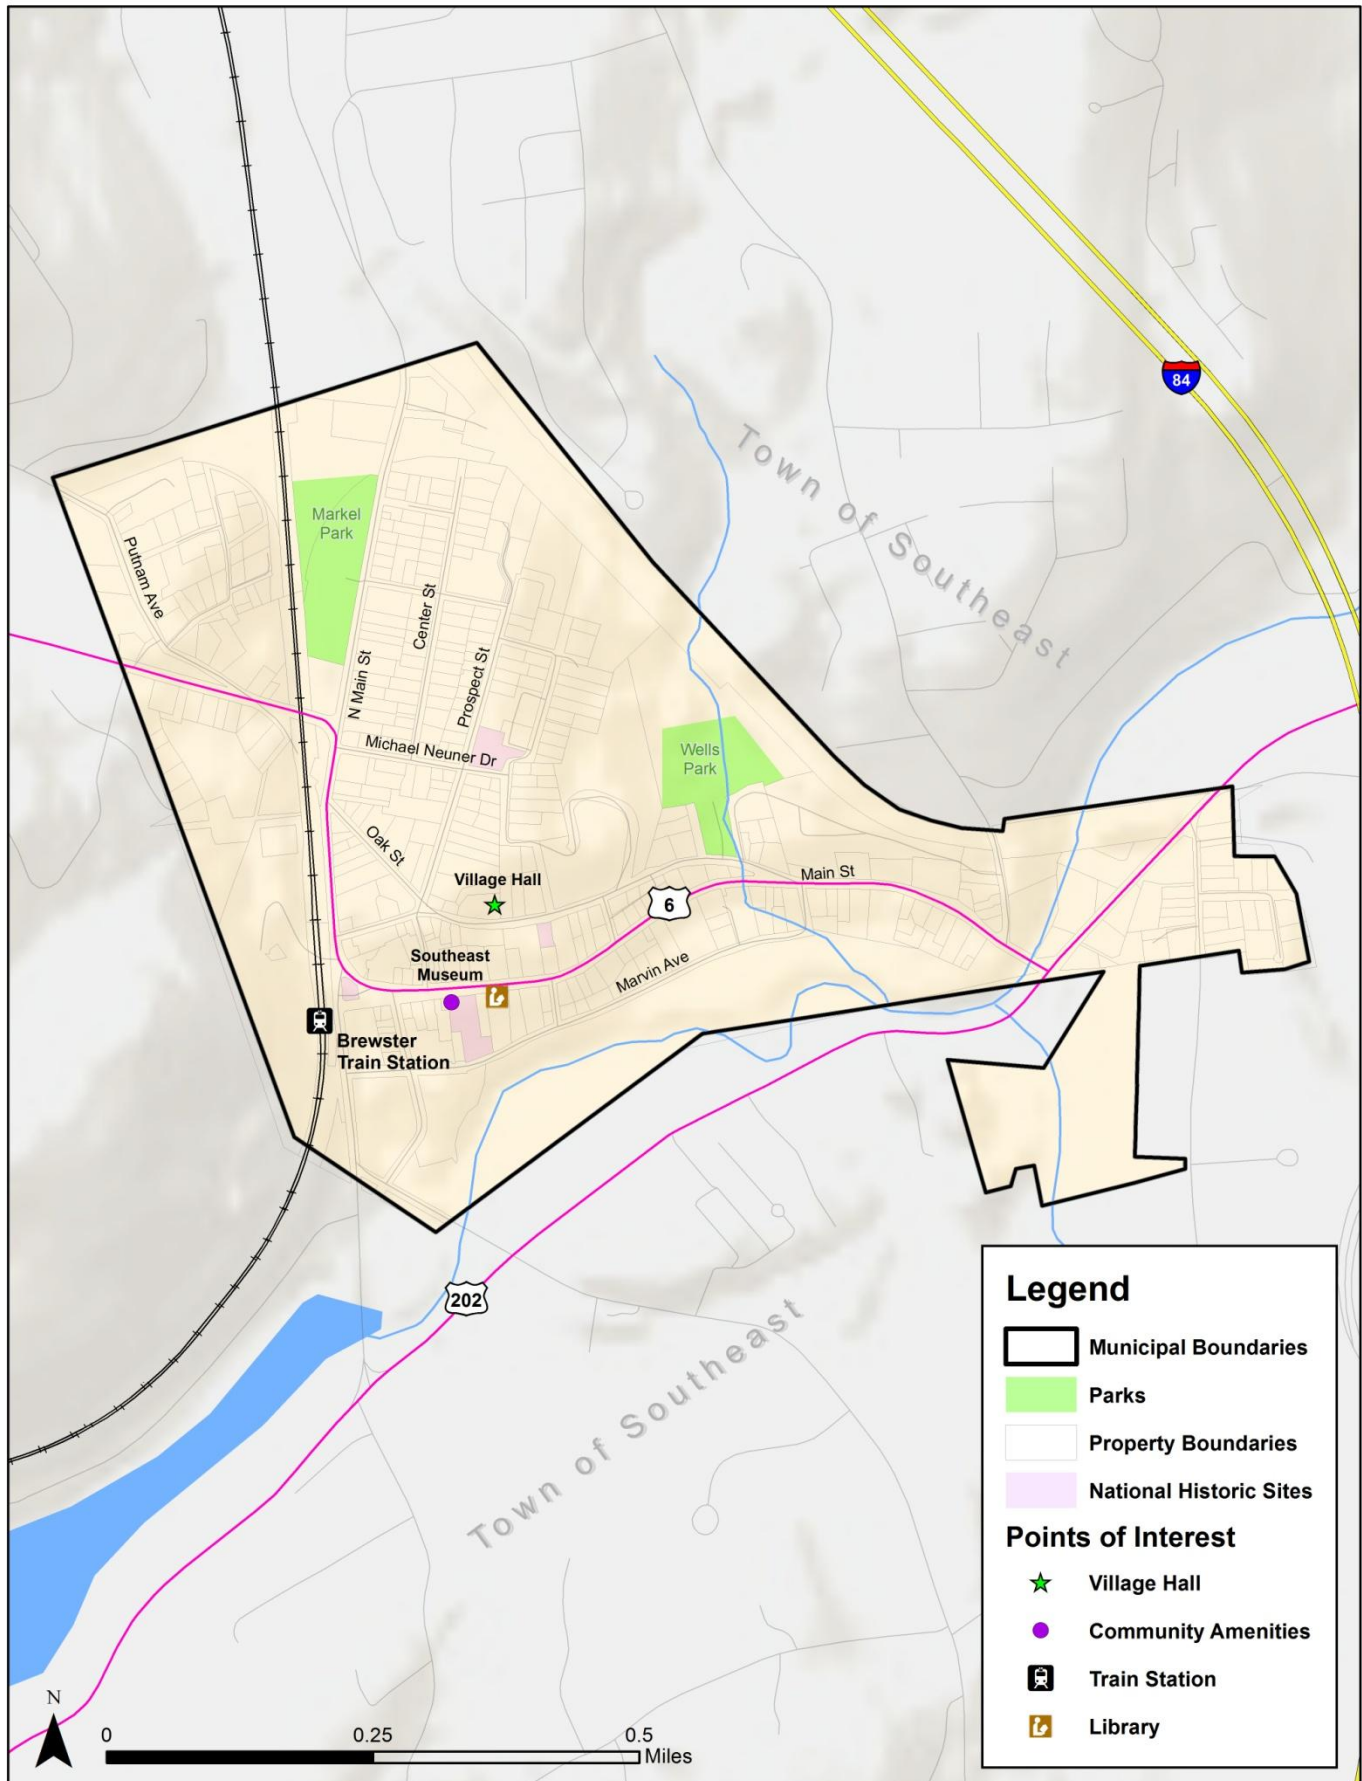 84
Town of Southeast
Markel
Park
Putnam Ave
Center St
N Main St
Prospect St
Michael Neuner Dr
Wells
Park
Oak St
Village Hall
Main St
6
Southeast
Museum
Marvin Ave
Brewster
Train Station
202
Town of Southeast
Legend
Municipal Boundaries
Parks
Property Boundaries
National Historic Sites
Points of Interest
Village Hall
Community Amenities
Train Station
Library
N
0 0.25 0.5
Miles